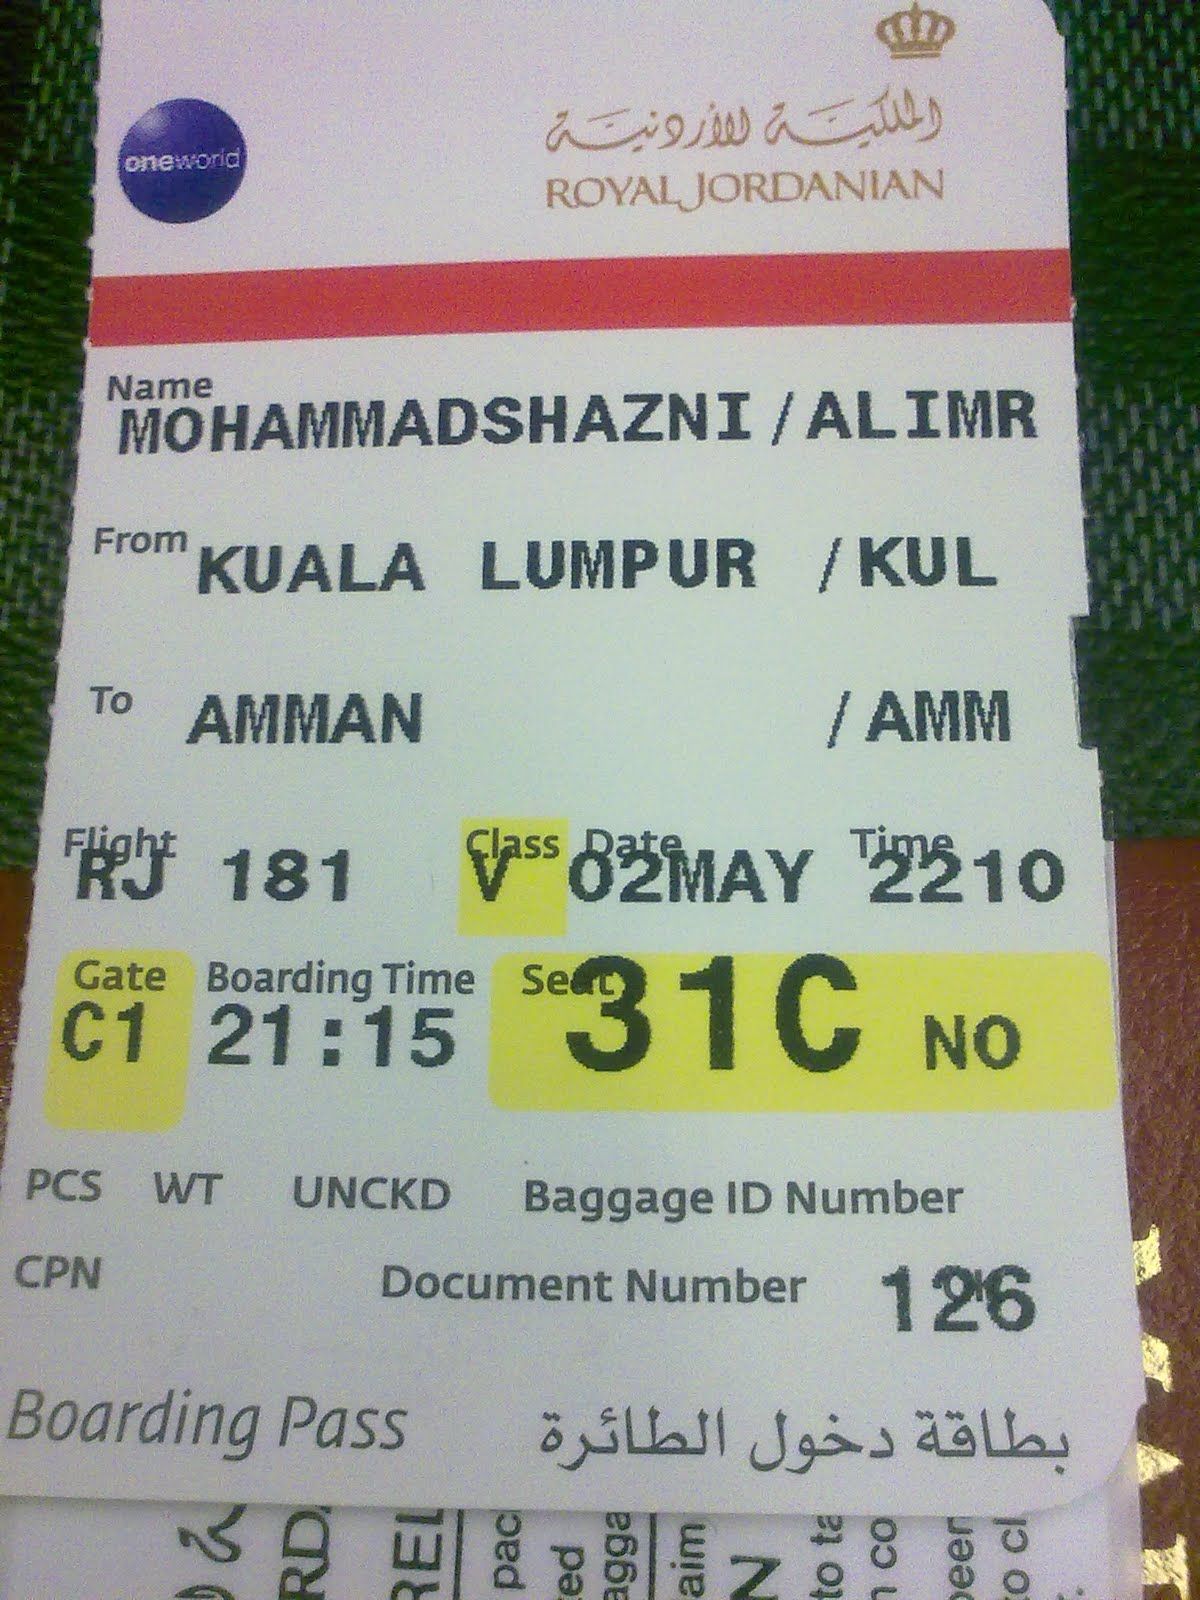 oneworld
الملكية الأردنية
ROYAL JORDANIAN
Name
MOHAMMADSHAZNI /ALIMR
From KUALA LUMPUR /KUL
To AMMAN /AMM
Flight Class Date Time
RJ 181 V 02MAY 2210
Gate Boarding Time Seat
C1 21:15 31C NO
PCS WT UNCKD Baggage ID Number
CPN Document Number 126
Boarding Pass بطاقة دخول الطائرة